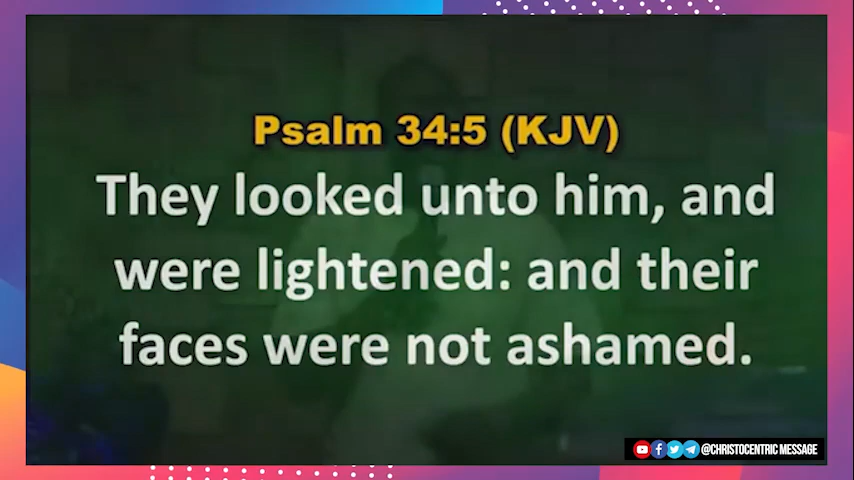 Psalm 34:5 (KJV)
They looked unto him, and
were lightened: and their
faces were not ashamed.
@CHRISTOCENTRIC MESSAGE